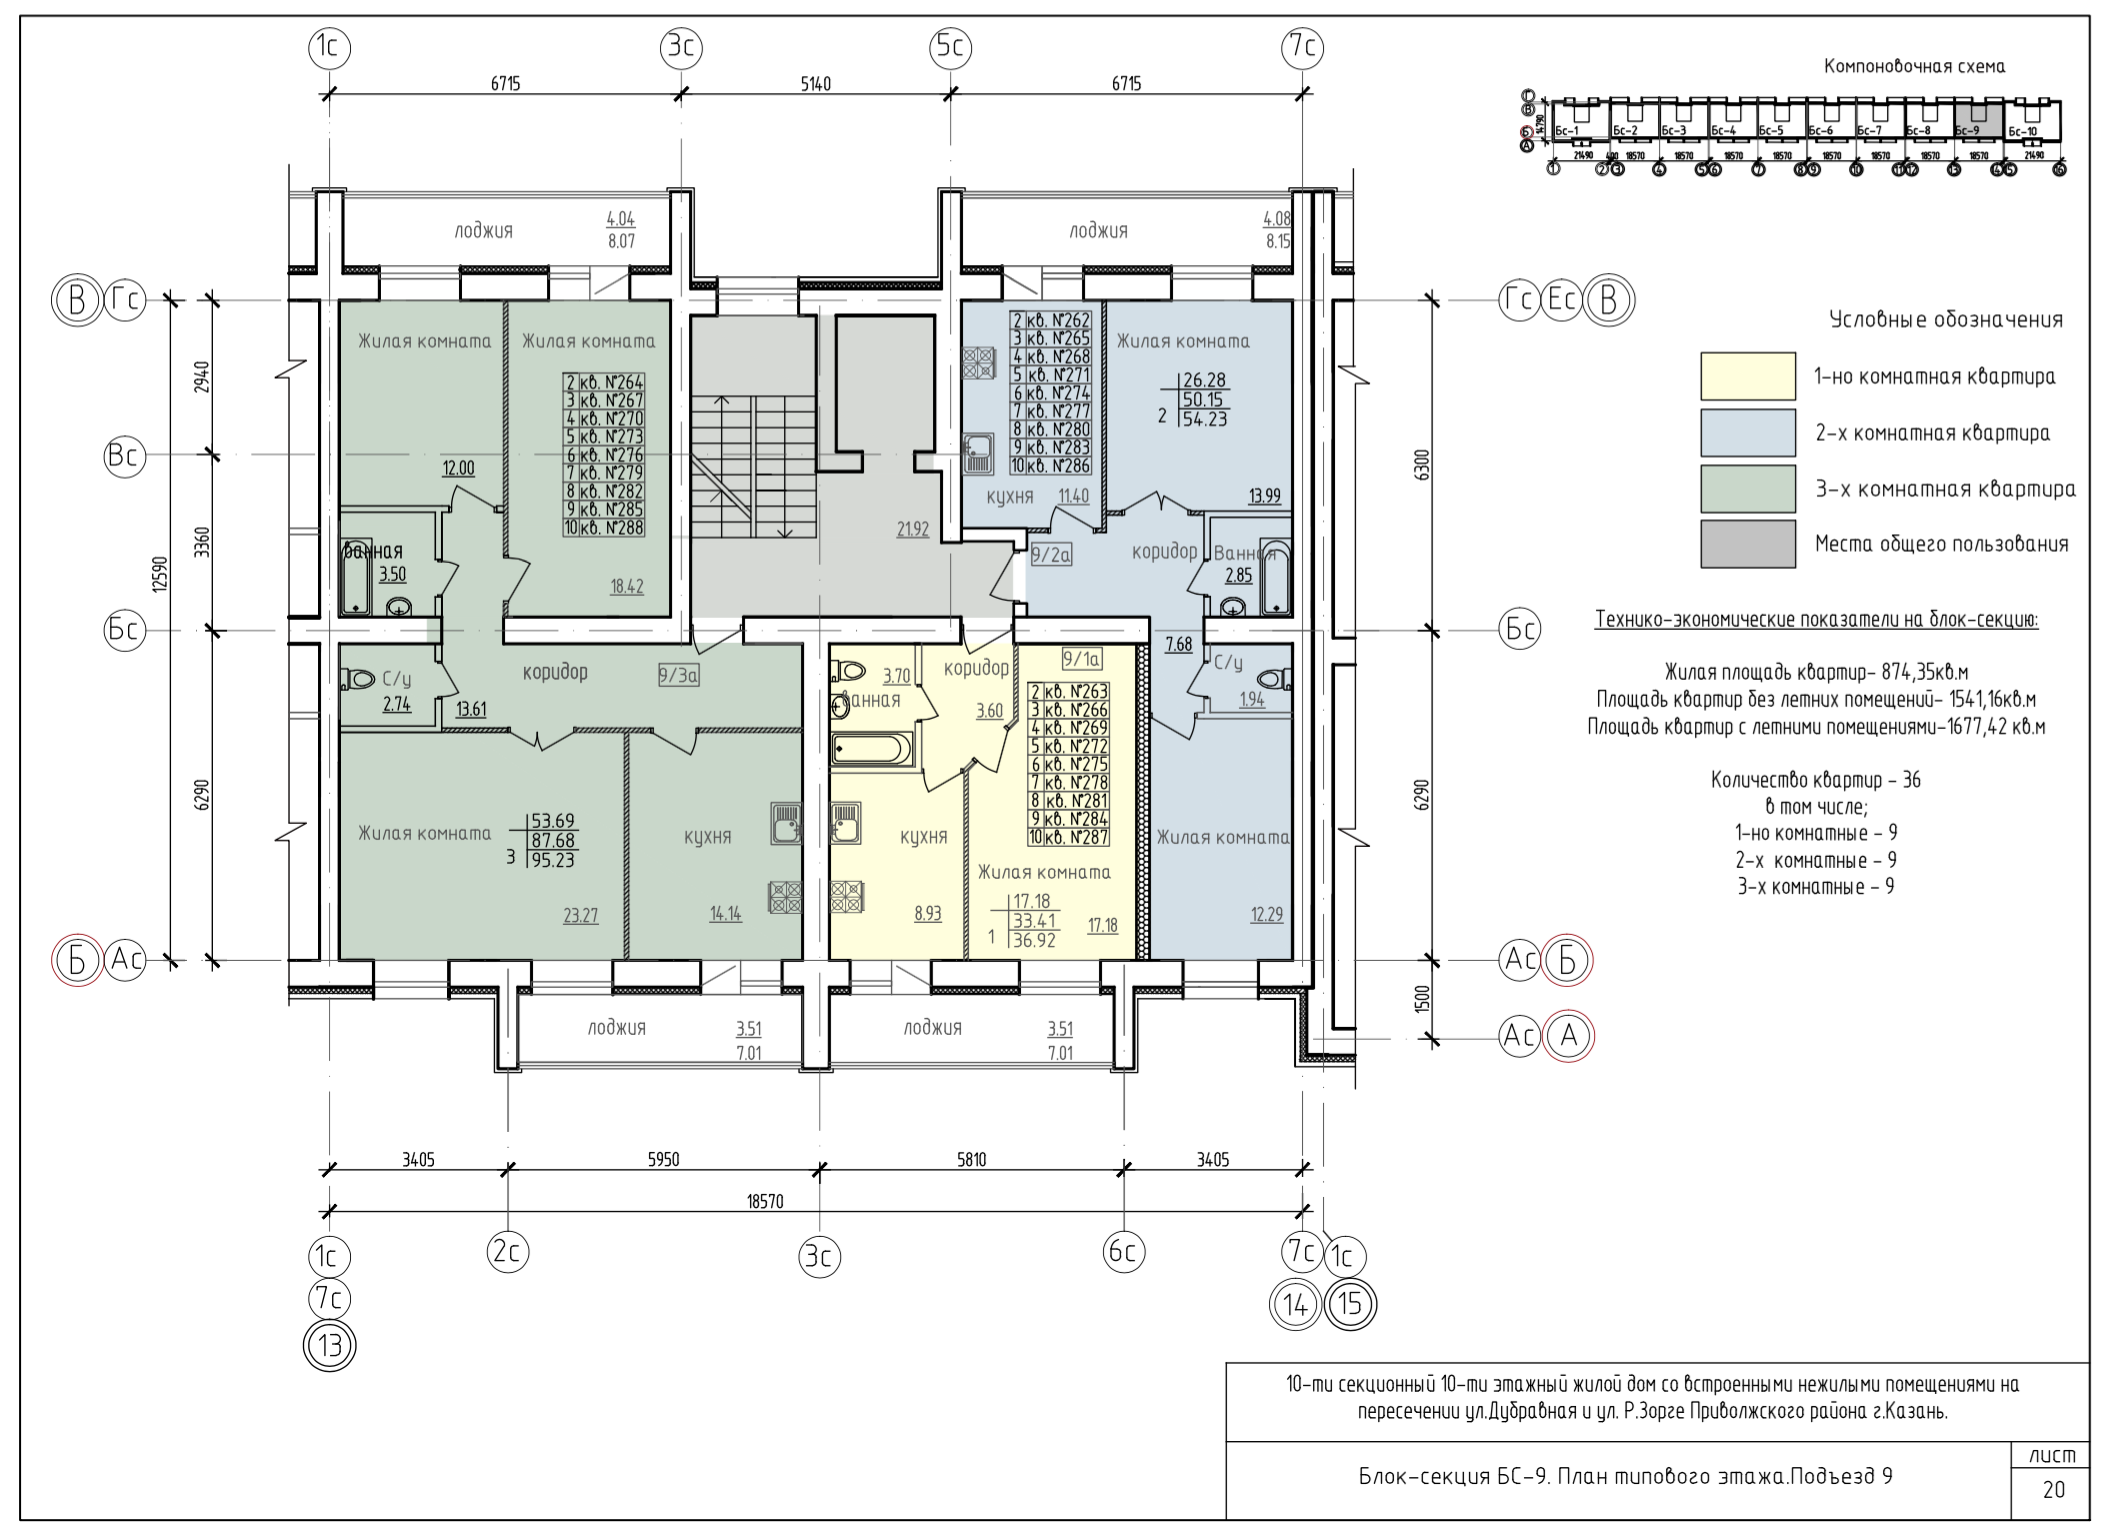 1с
3с
5с
7с
6715
5140
6715
Компоновочная схема
Г
В
Б
А
14790
Бс-1
Бс-2
Бс-3
Бс-4
Бс-5
Бс-6
Бс-7
Бс-8
Бс-9
Бс-10
21490
400
18570
18570
18570
18570
18570
18570
18570
18570
21490
лоджия
4.04
8.07
лоджия
4.08
8.15
В
Гс
Гс
Ес
В
Вс
Бс
Бс
Б
Ас
Ас
Б
Ас
А
2940
3360
12590
6290
6300
6290
1500
Жилая комната
12.00
Жилая комната
2 кв. №264
3 кв. №267
4 кв. №270
5 кв. №273
6 кв. №276
7 кв. №279
8 кв. №282
9 кв. №285
10 кв. №288
18.42
ванная
3.50
21.92
2 кв. №262
3 кв. №265
4 кв. №268
5 кв. №271
6 кв. №274
7 кв. №277
8 кв. №280
9 кв. №283
10 кв. №286
кухня
11.40
Жилая комната
26.28
50.15
2
54.23
13.99
9/2а
коридор
Ванная
2.85
7.68
С/у
1.94
Жилая комната
12.29
С/у
2.74
13.61
коридор
9/3а
Жилая комната
53.69
87.68
3
95.23
23.27
кухня
14.14
3.70
ванная
коридор
3.60
9/1а
2 кв. №263
3 кв. №266
4 кв. №269
5 кв. №272
6 кв. №275
7 кв. №278
8 кв. №281
9 кв. №284
10 кв. №287
кухня
8.93
Жилая комната
17.18
33.41
1
36.92
17.18
лоджия
3.51
7.01
лоджия
3.51
7.01
Условные обозначения
1-но комнатная квартира
2-х комнатная квартира
3-х комнатная квартира
Места общего пользования
Технико-экономические показатели на блок-секцию:
Жилая площадь квартир- 874,35кв.м
Площадь квартир без летних помещений- 1541,16кв.м
Площадь квартир с летними помещениями-1677,42 кв.м
Количество квартир - 36
в том числе;
1-но комнатные - 9
2-х комнатные - 9
3-х комнатные - 9
3405
5950
5810
3405
18570
1с
2с
3с
6с
7с
1с
7с
13
14
15
10-ти секционный 10-ти этажный жилой дом со встроенными нежилыми помещениями на
пересечении ул.Дубравная и ул. Р.Зорге Приволжского района г.Казань.
Блок-секция БС-9. План типового этажа.Подъезд 9
лист
20